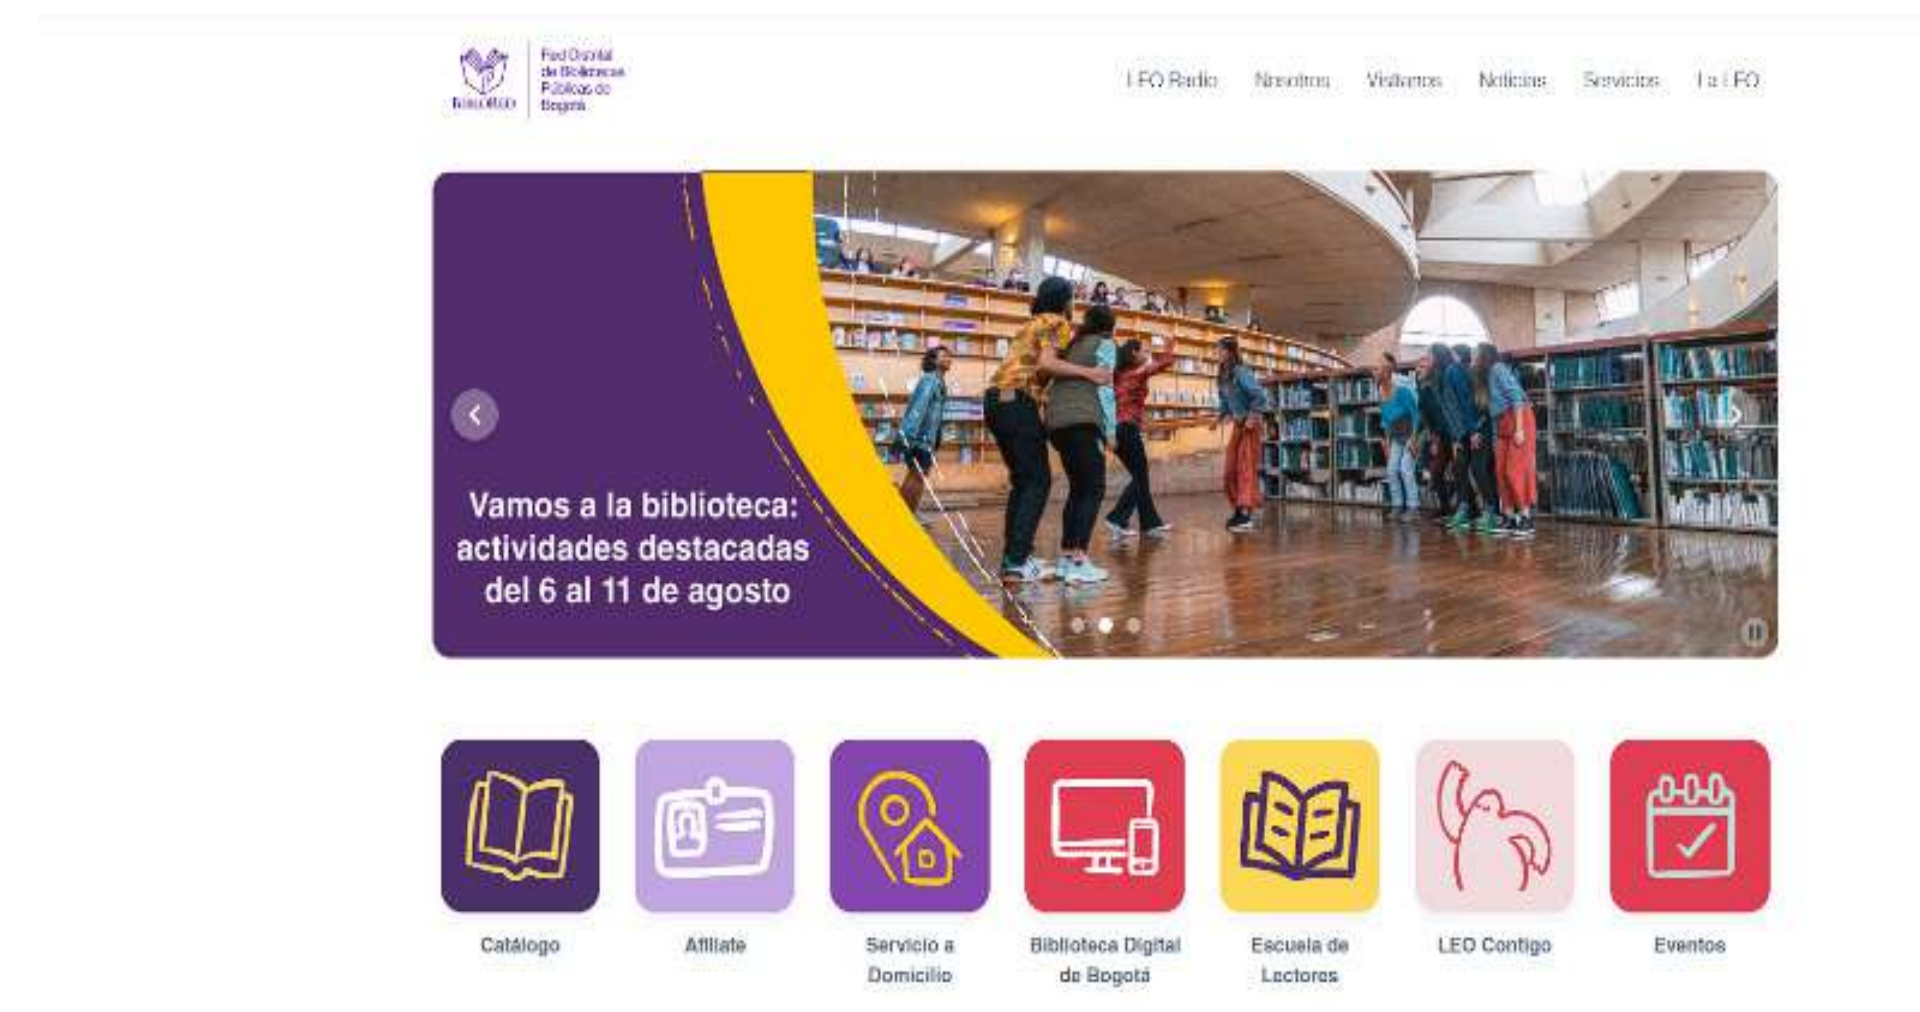 BibloRed
Red Distrital
de Bibliotecas
Públicas de
Bogotá
LEO Radio Nosotros Visítanos Noticias Servicios La LEO
Vamos a la biblioteca:
actividades destacadas
del 6 al 11 de agosto
Catálogo
Afíliate
Servicio a
Domicilio
Biblioteca Digital
de Bogotá
Escuela de
Lectores
LEO Contigo
Eventos